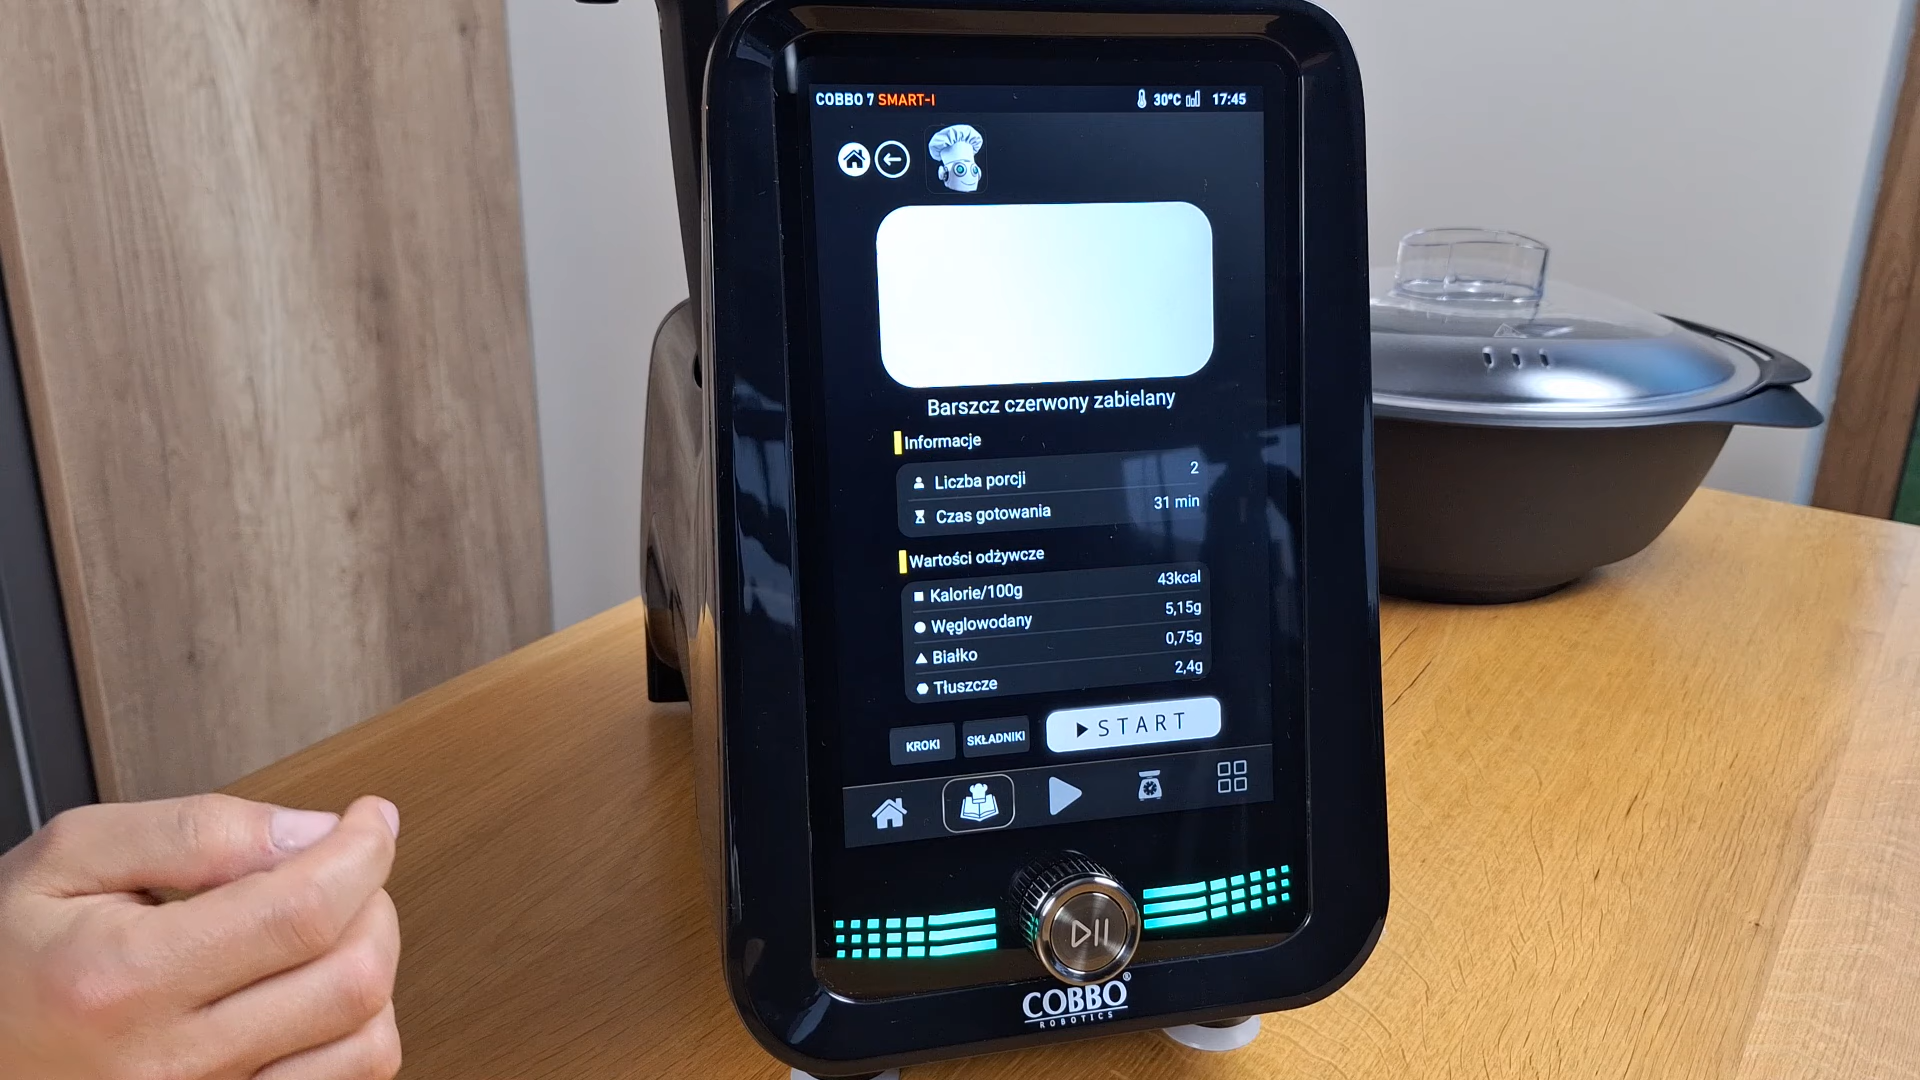 COBBO 7 SMART-I 30°C 17:45
Barszcz czerwony zabielany
Informacje
Liczba porcji 2
Czas gotowania 31 min
Wartości odżywcze
Kalorie/100g 43kcal
Węglowodany 5,15g
Białko 0,75g
Tłuszcze 2,4g
KROKI SKŁADNIKI START
COBBO®
ROBOTICS